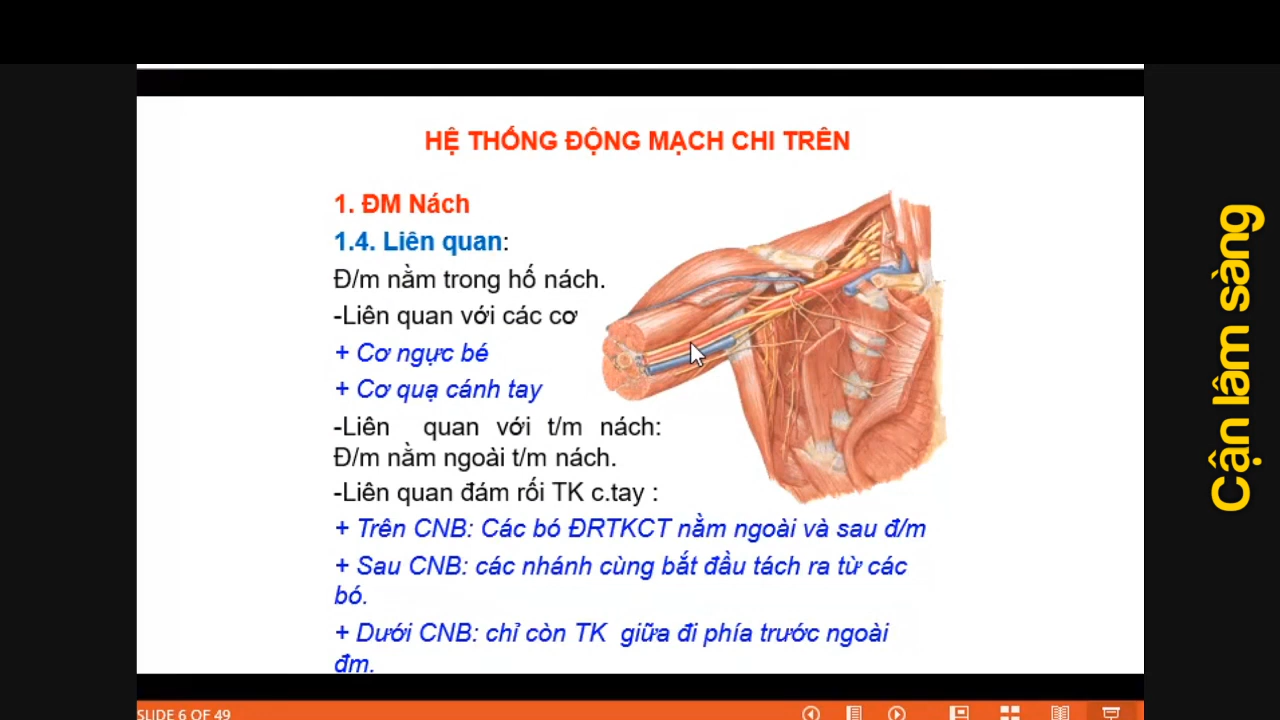 HỆ THỐNG ĐỘNG MẠCH CHI TRÊN
1. ĐM Nách
1.4. Liên quan:
Đ/m nằm trong hố nách.
-Liên quan với các cơ
+ Cơ ngực bé
+ Cơ quạ cánh tay
-Liên quan với t/m nách:
Đ/m nằm ngoài t/m nách.
-Liên quan đám rối TK c.tay :
+ Trên CNB: Các bó ĐRTKCT nằm ngoài và sau đ/m
+ Sau CNB: các nhánh cùng bắt đầu tách ra từ các
bó.
+ Dưới CNB: chỉ còn TK giữa đi phía trước ngoài
đm.
SLIDE 6 OF 49
Cận lâm sàng